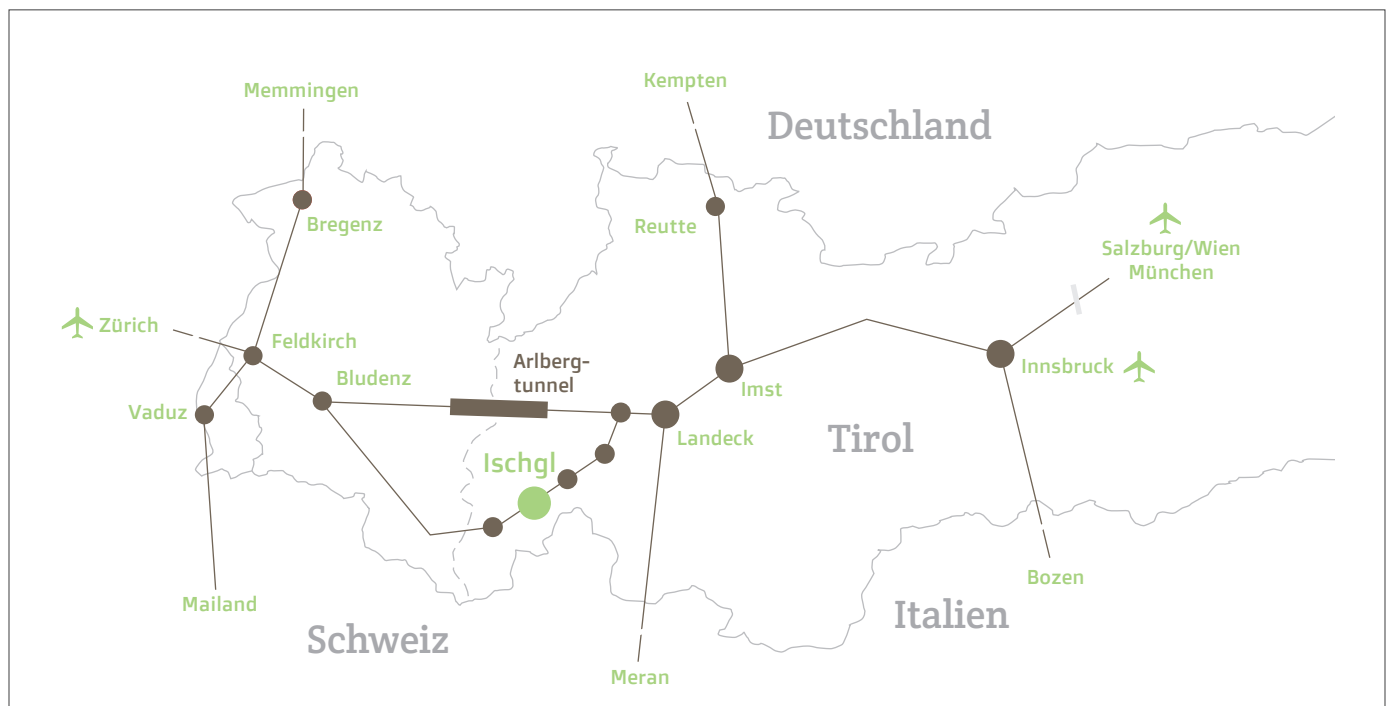 Kempten
Memmingen
Deutschland
Bregenz
Reutte
Salzburg/Wien
München
Zürich
Feldkirch
Arlberg-
tunnel
Innsbruck
Bludenz
Imst
Vaduz
Landeck
Tirol
Ischgl
Bozen
Mailand
Italien
Schweiz
Meran